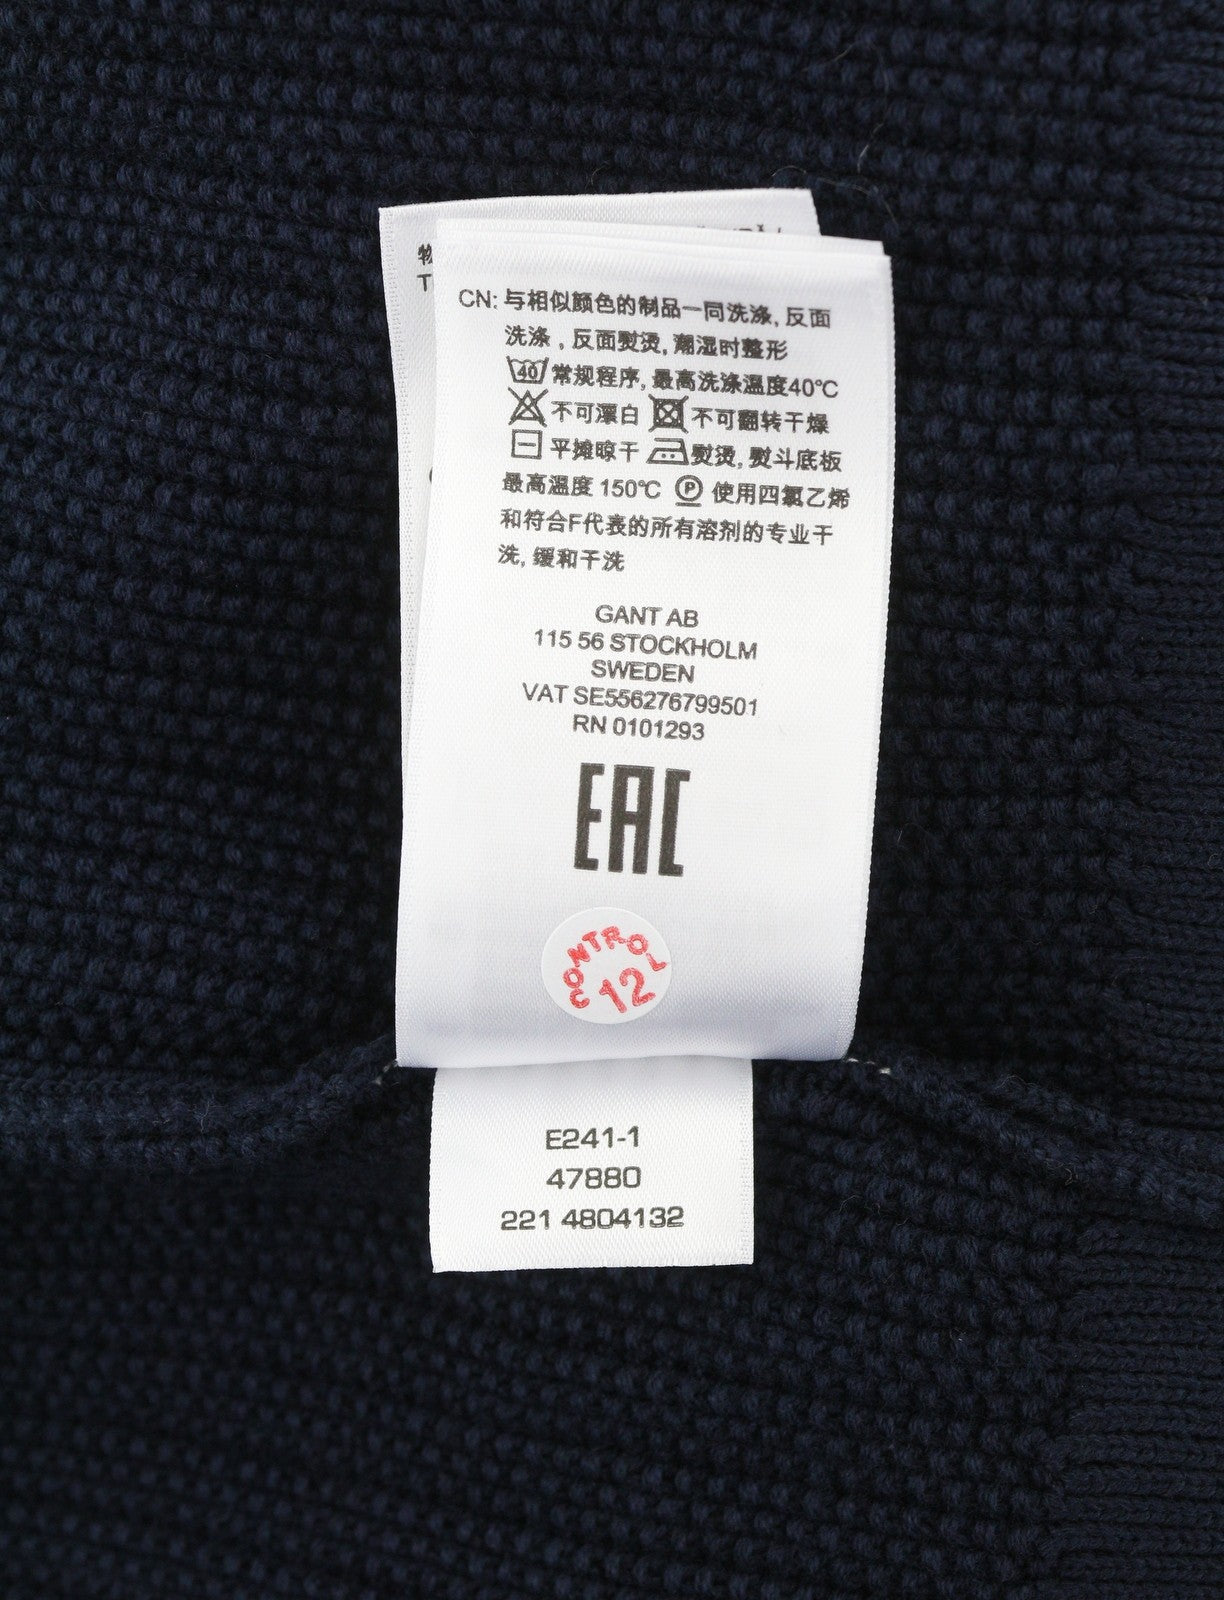 物
T
CN: 与相似颜色的制品一同洗涤, 反面
洗涤 , 反面熨烫, 潮湿时整形
40 常规程序, 最高洗涤温度40℃
不可漂白 不可翻转干燥
平摊晾干 熨烫, 熨斗底板
最高温度 150℃ P 使用四氯乙烯
和符合F代表的所有溶剂的专业干
洗, 缓和干洗
GANT AB
115 56 STOCKHOLM
SWEDEN
VAT SE556276799501
RN 0101293
EAC
CONTROL
12
E241-1
47880
221 4804132